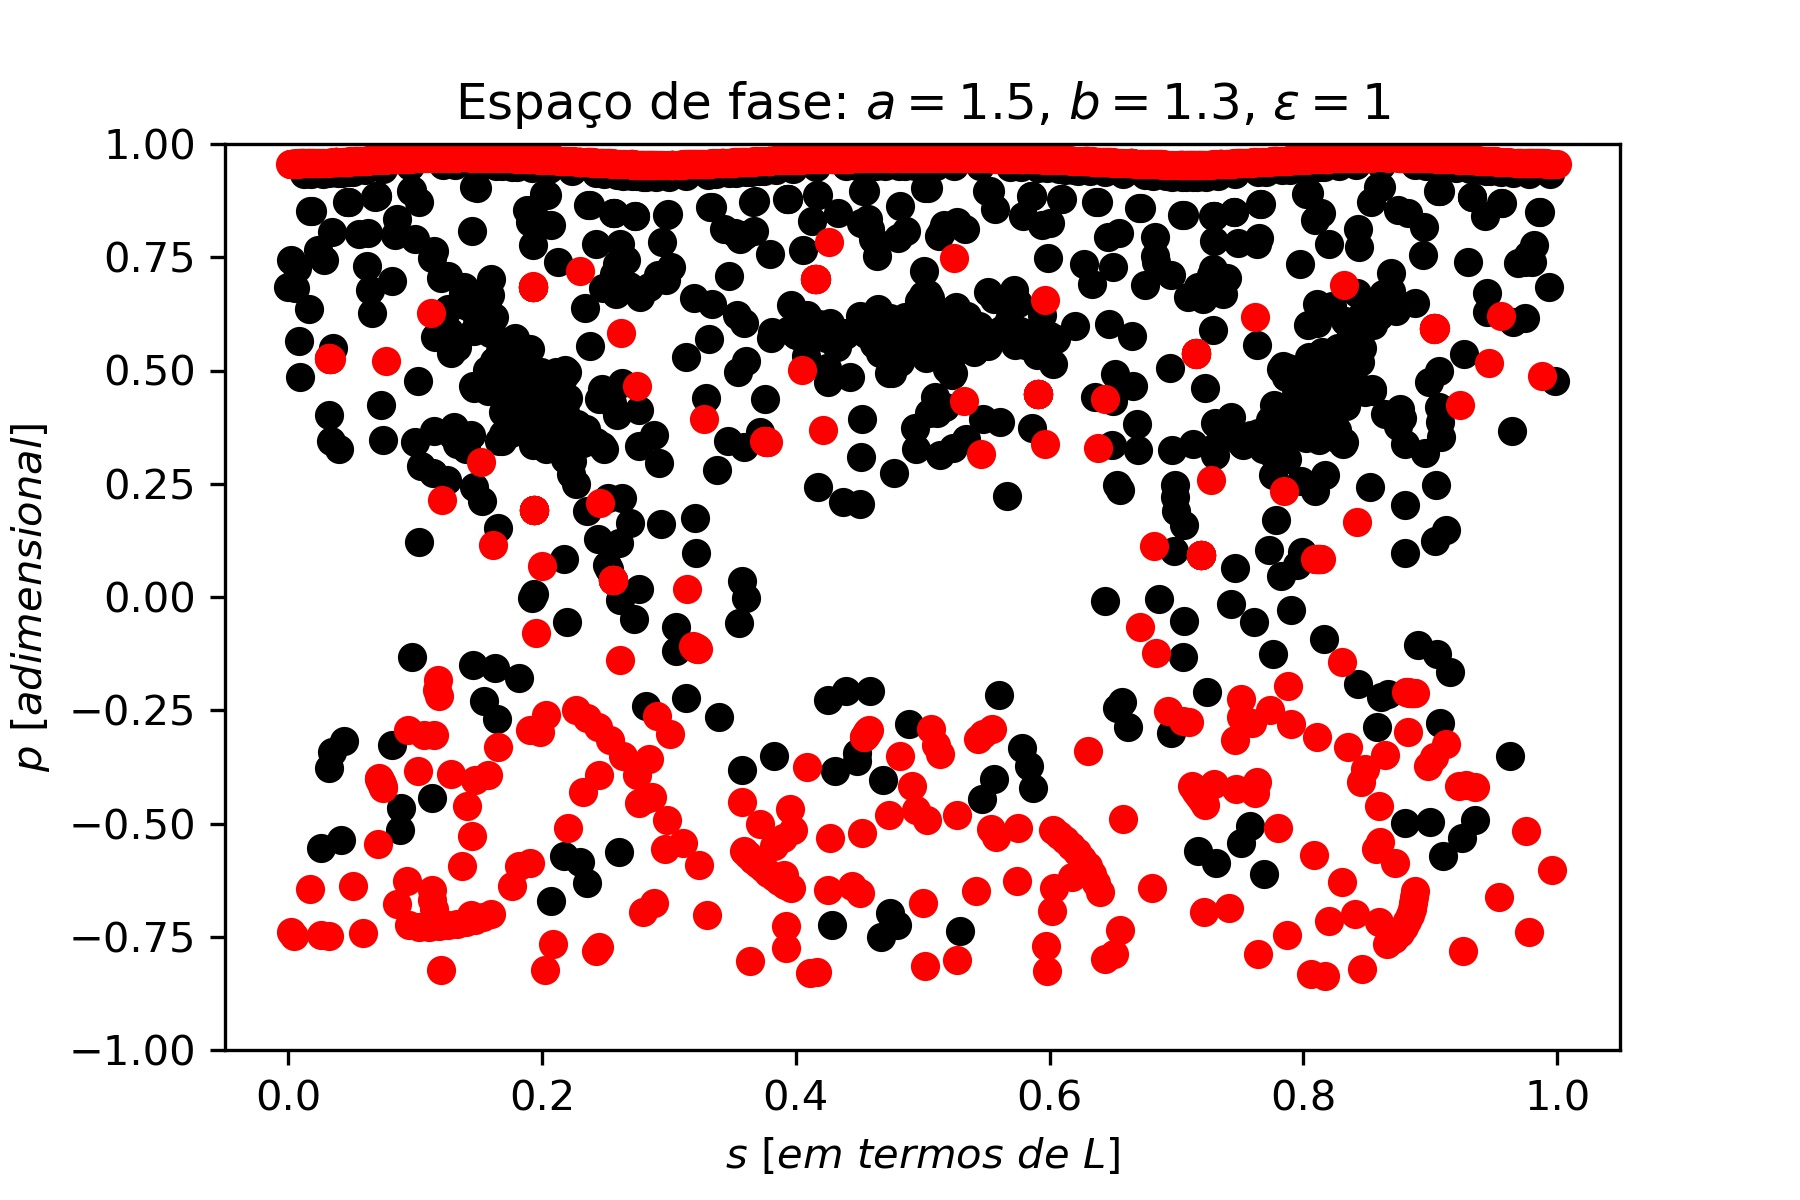 Espaço de fase: a = 1.5, b = 1.3, ε = 1
1.00
0.75
0.50
0.25
0.00
−0.25
−0.50
−0.75
−1.00
p [adimensional]
0.0 0.2 0.4 0.6 0.8 1.0
s [em termos de L]